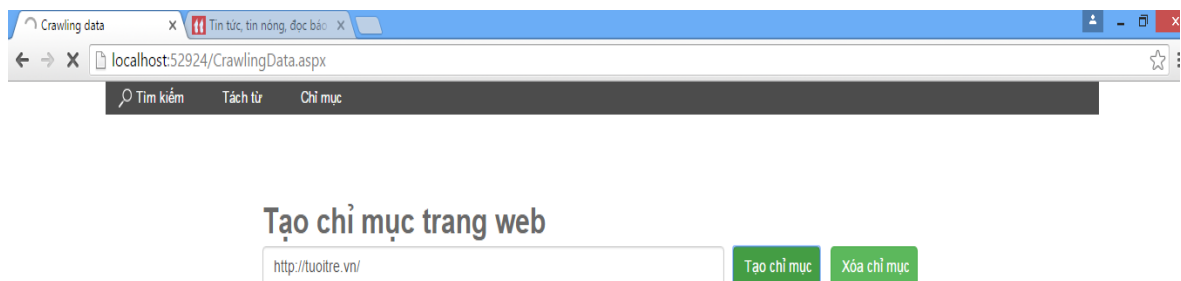 Crawling data Tin tức, tin nóng, đọc báo
localhost:52924/CrawlingData.aspx
Tìm kiếm Tách từ Chỉ mục
Tạo chỉ mục trang web
http://tuoitre.vn/ Tạo chỉ mục Xóa chỉ mục